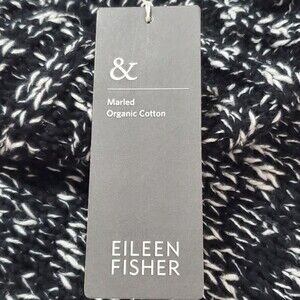 &
Marled
Organic Cotton
EILEEN
FISHER